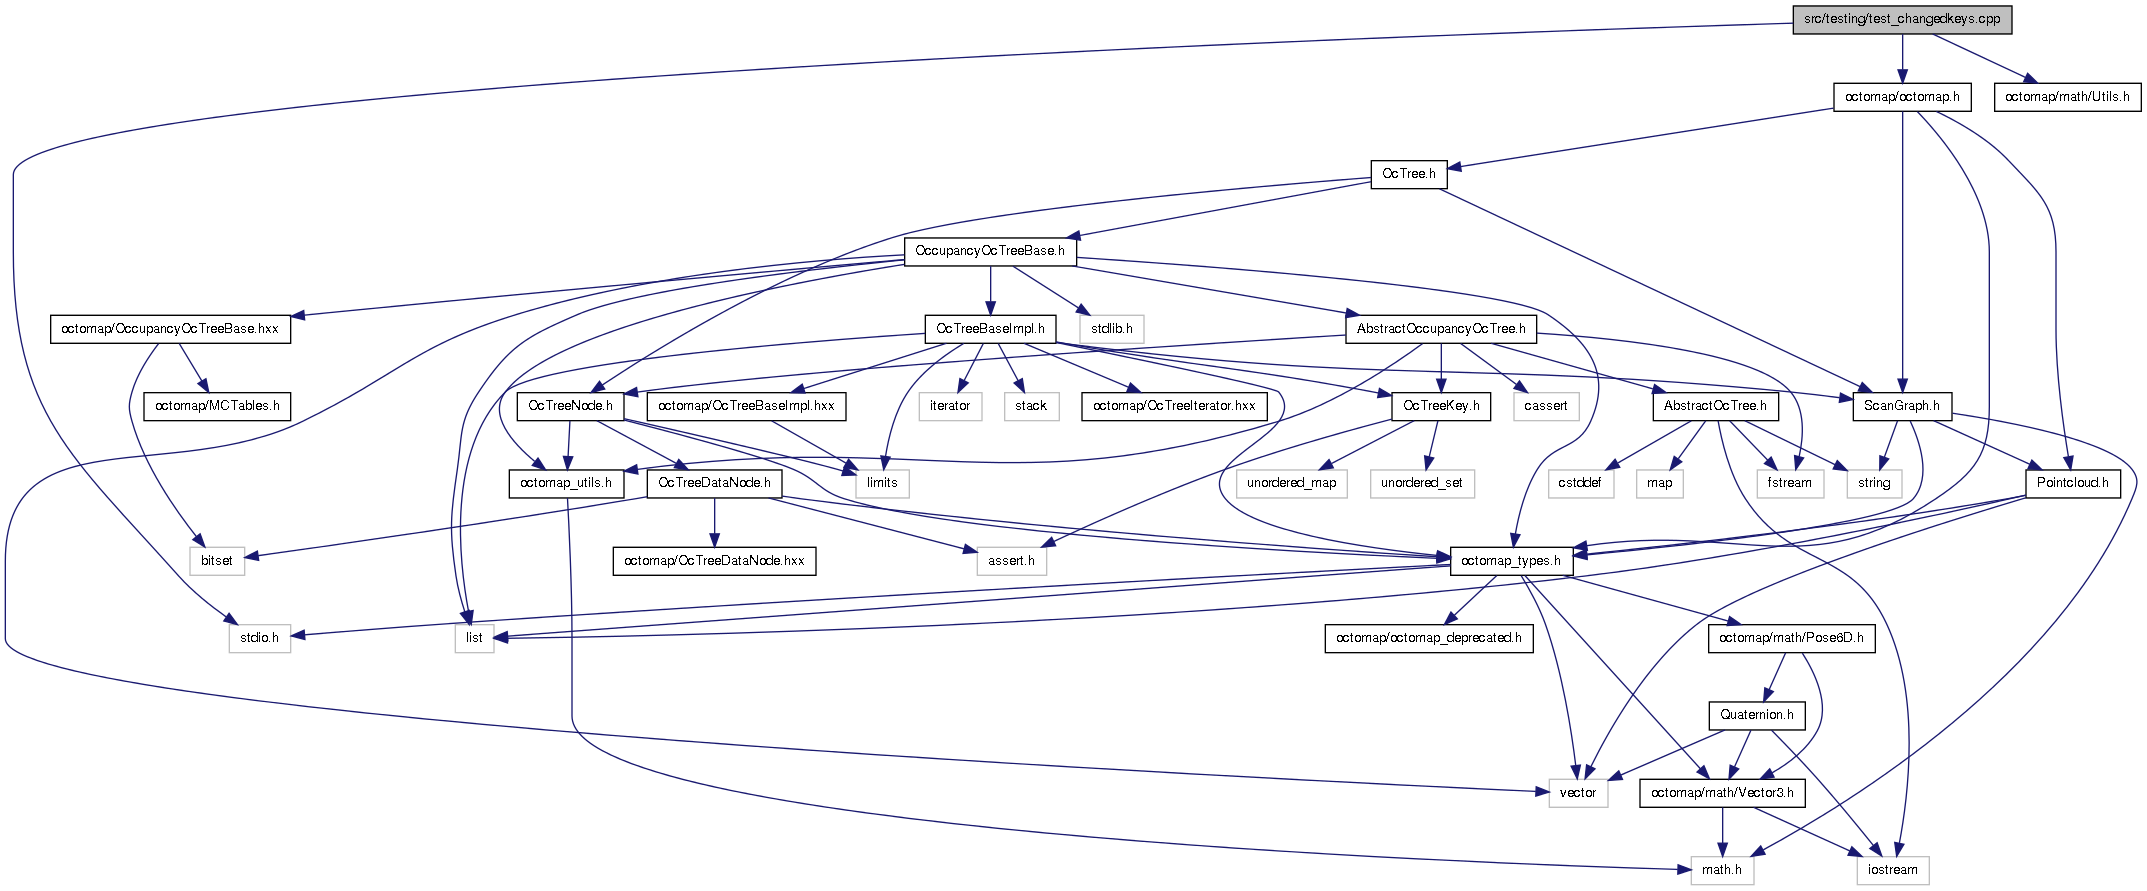 src/testing/test_changedkeys.cpp
octomap/octomap.h
octomap/math/Utils.h
OcTree.h
OccupancyOcTreeBase.h
octomap/OccupancyOcTreeBase.hxx
OcTreeBaseImpl.h
stdlib.h
AbstractOccupancyOcTree.h
octomap/MCTables.h
OcTreeNode.h
octomap/OcTreeBaseImpl.hxx
iterator
stack
octomap/OcTreeIterator.hxx
OcTreeKey.h
cassert
AbstractOcTree.h
ScanGraph.h
octomap_utils.h
OcTreeDataNode.h
limits
unordered_map
unordered_set
cstddef
map
fstream
string
Pointcloud.h
bitset
octomap/OcTreeDataNode.hxx
assert.h
octomap_types.h
stdio.h
list
octomap/octomap_deprecated.h
octomap/math/Pose6D.h
Quaternion.h
vector
octomap/math/Vector3.h
math.h
iostream